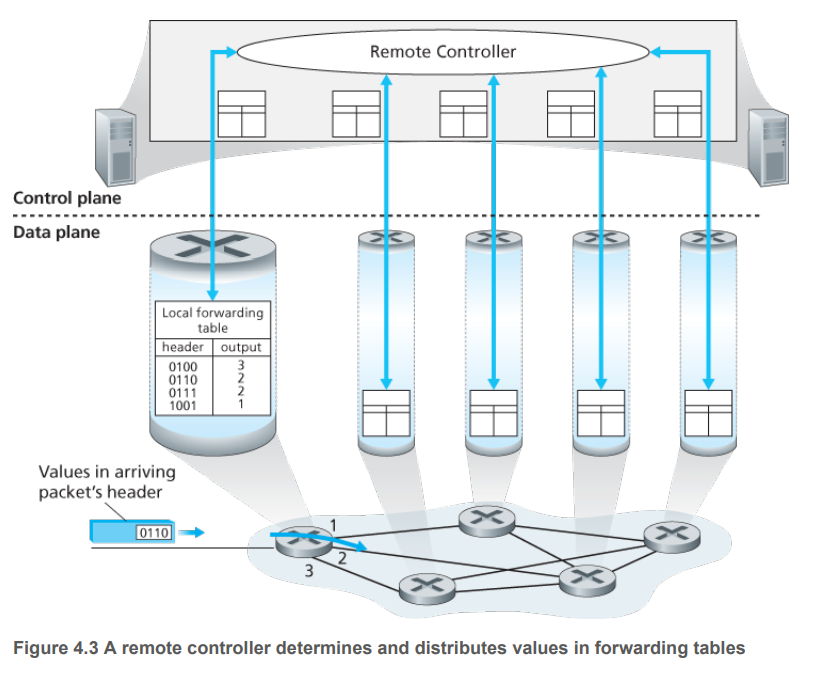 Remote Controller
Control plane
Data plane
Local forwarding
table
header output
0100 3
0110 2
0111 2
1001 1
Values in arriving
packet's header
0110
1
2
3
Figure 4.3 A remote controller determines and distributes values in forwarding tables